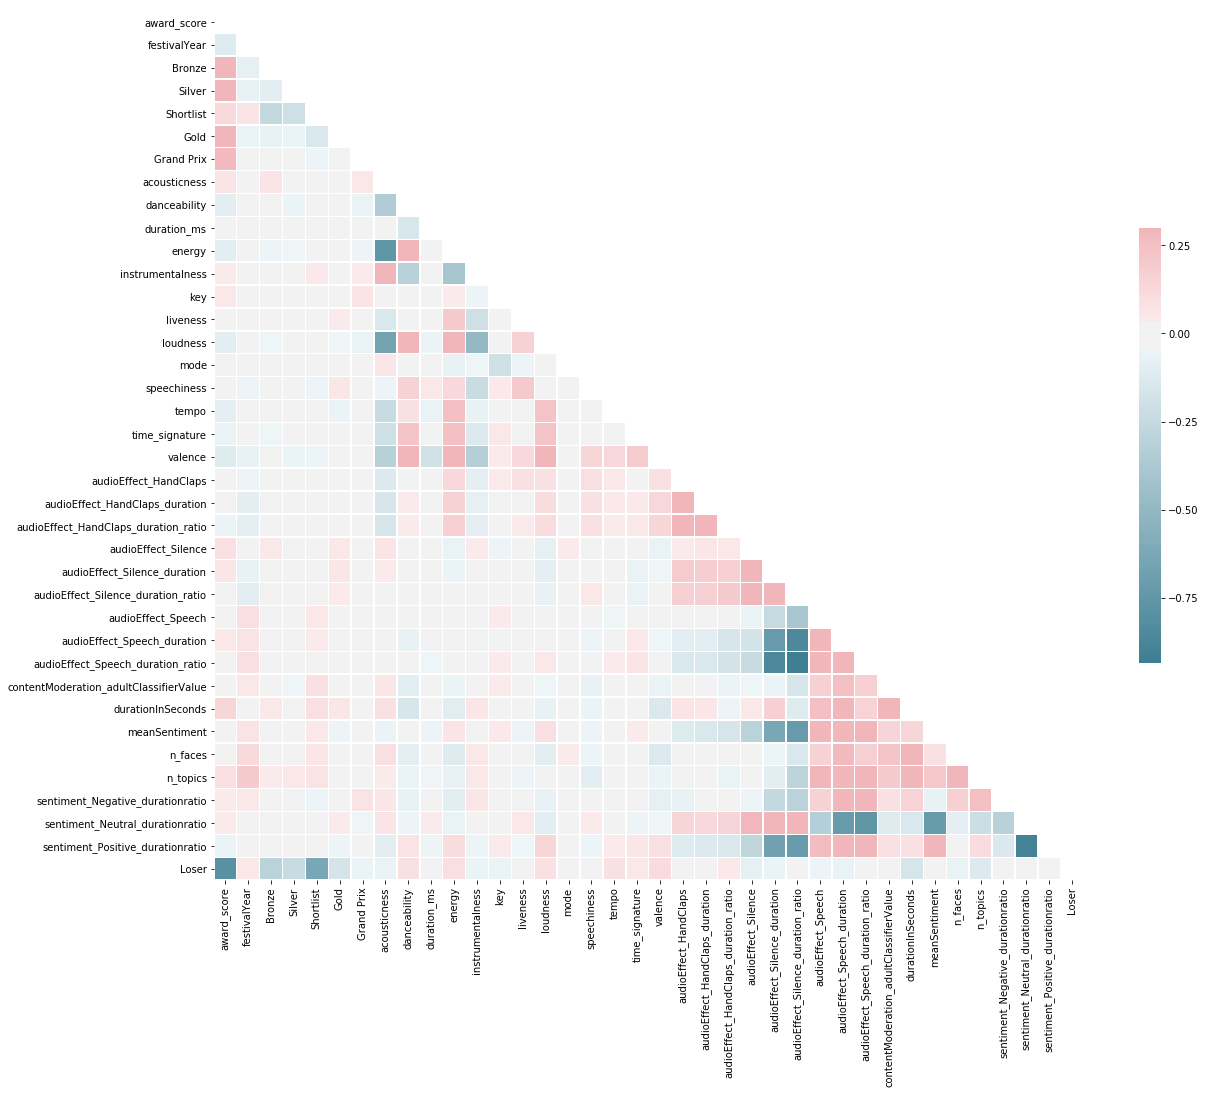 award_score
festivalYear
Bronze
Silver
Shortlist
Gold
Grand Prix
acousticness
danceability
duration_ms
energy
instrumentalness
key
liveness
loudness
mode
speechiness
tempo
time_signature
valence
audioEffect_HandClaps
audioEffect_HandClaps_duration
audioEffect_HandClaps_duration_ratio
audioEffect_Silence
audioEffect_Silence_duration
audioEffect_Silence_duration_ratio
audioEffect_Speech
audioEffect_Speech_duration
audioEffect_Speech_duration_ratio
contentModeration_adultClassifierValue
durationInSeconds
meanSentiment
n_faces
n_topics
sentiment_Negative_durationratio
sentiment_Neutral_durationratio
sentiment_Positive_durationratio
Loser
award_score
festivalYear
Bronze
Silver
Shortlist
Gold
Grand Prix
acousticness
danceability
duration_ms
energy
instrumentalness
key
liveness
loudness
mode
speechiness
tempo
time_signature
valence
audioEffect_HandClaps
audioEffect_HandClaps_duration
audioEffect_HandClaps_duration_ratio
audioEffect_Silence
audioEffect_Silence_duration
audioEffect_Silence_duration_ratio
audioEffect_Speech
audioEffect_Speech_duration
audioEffect_Speech_duration_ratio
contentModeration_adultClassifierValue
durationInSeconds
meanSentiment
n_faces
n_topics
sentiment_Negative_durationratio
sentiment_Neutral_durationratio
sentiment_Positive_durationratio
Loser
0.25
0.00
−0.25
−0.50
−0.75